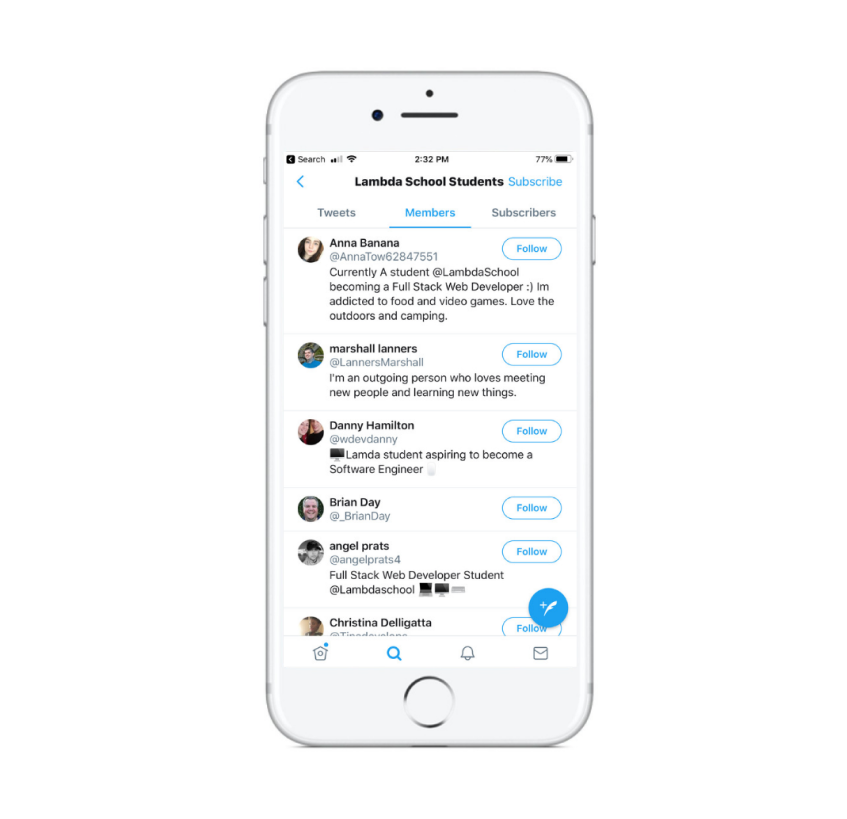 Search 2:32 PM 77%
Lambda School Students Subscribe
Tweets Members Subscribers
Anna Banana Follow
@AnnaTow62847551
Currently A student @LambdaSchool
becoming a Full Stack Web Developer :) Im
addicted to food and video games. Love the
outdoors and camping.
marshall lanners Follow
@LannersMarshall
I'm an outgoing person who loves meeting
new people and learning new things.
Danny Hamilton Follow
@wdevdanny
Lamda student aspiring to become a
Software Engineer
Brian Day Follow
@_BrianDay
angel prats Follow
@angelprats4
Full Stack Web Developer Student
@Lambdaschool
Christina Delligatta Follow